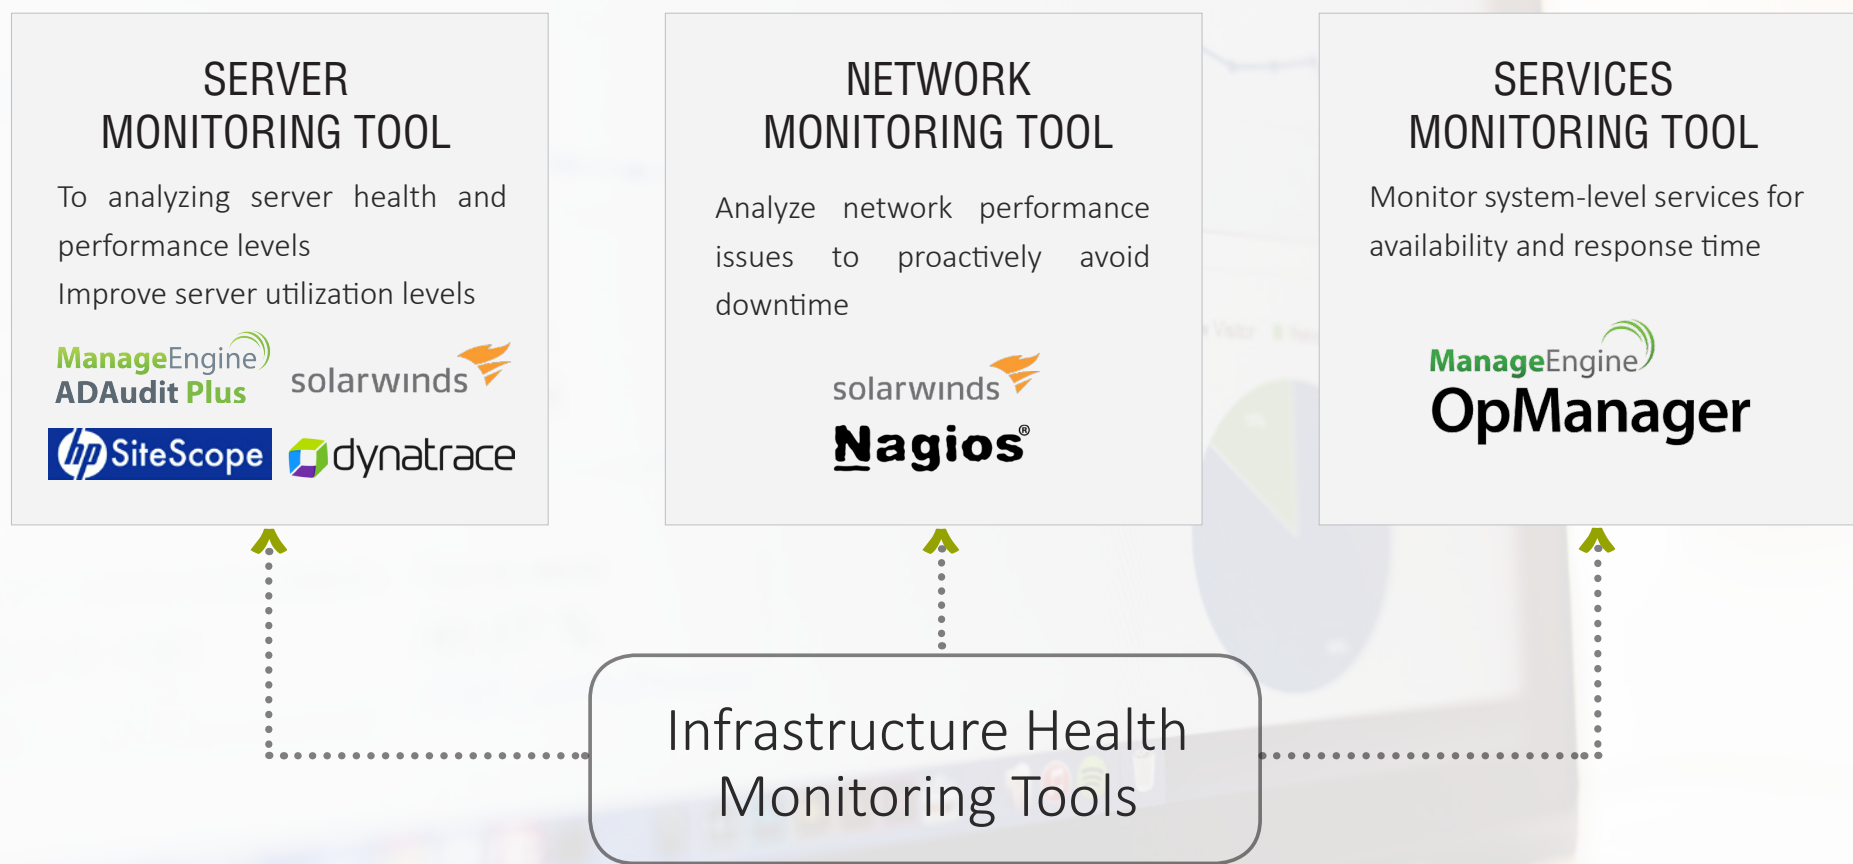 SERVER
MONITORING TOOL
To analyzing server health and
performance levels
Improve server utilization levels
ManageEngine
ADAudit Plus
solarwinds
hp SiteScope
dynatrace
NETWORK
MONITORING TOOL
Analyze network performance
issues to proactively avoid
downtime
solarwinds
Nagios®
SERVICES
MONITORING TOOL
Monitor system-level services for
availability and response time
ManageEngine
OpManager
Infrastructure Health
Monitoring Tools